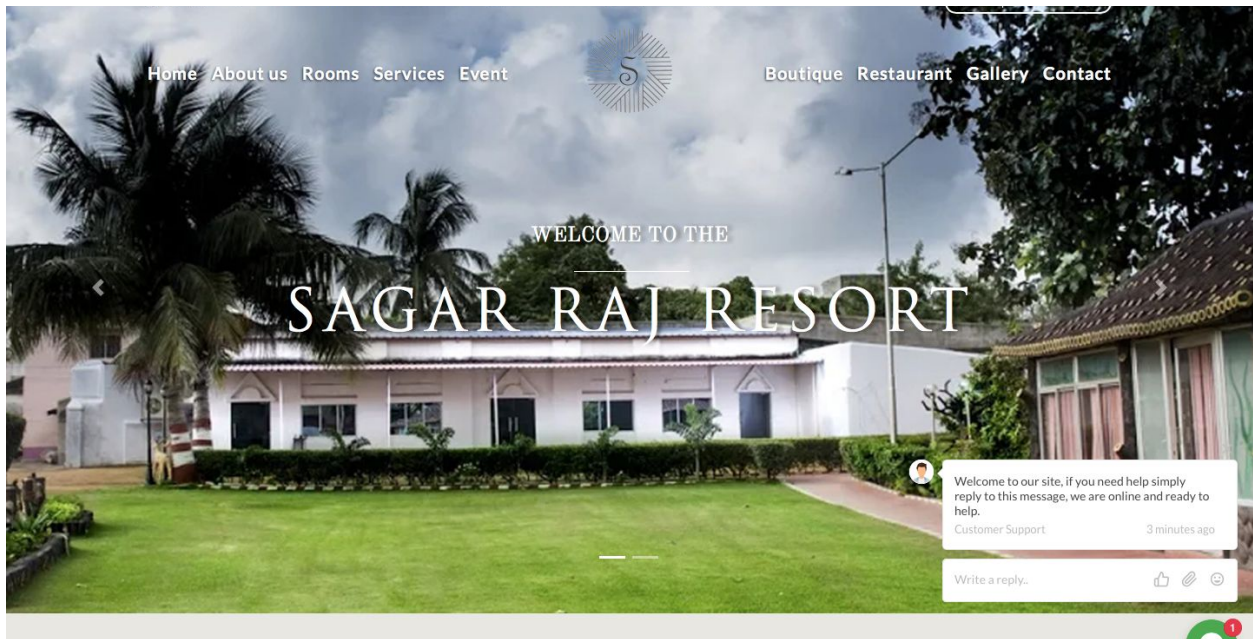 Home About us Rooms Services Event
S
Boutique Restaurant Gallery Contact
WELCOME TO THE
SAGAR RAJ RESORT
Welcome to our site, if you need help simply
reply to this message, we are online and ready to
help.
Customer Support 3 minutes ago
Write a reply..
1